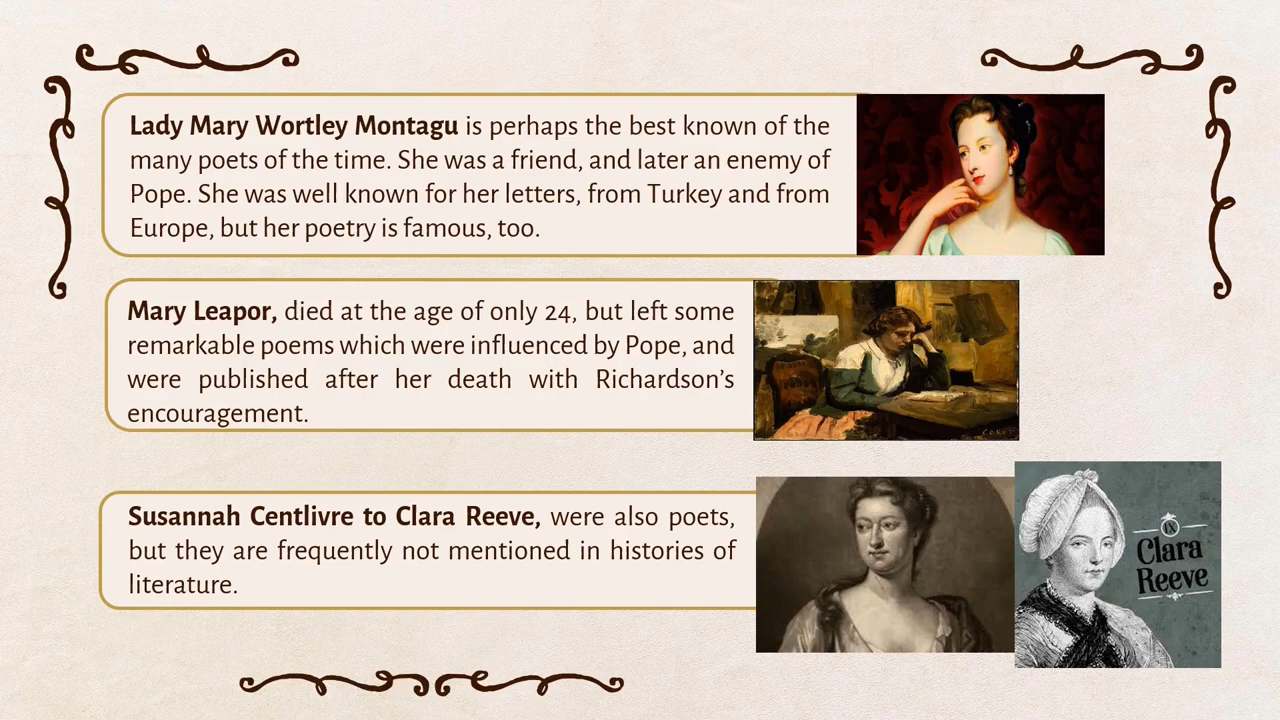 Lady Mary Wortley Montagu is perhaps the best known of the
many poets of the time. She was a friend, and later an enemy of
Pope. She was well known for her letters, from Turkey and from
Europe, but her poetry is famous, too.
Mary Leapor, died at the age of only 24, but left some
remarkable poems which were influenced by Pope, and
were published after her death with Richardson’s
encouragement.
Susannah Centlivre to Clara Reeve, were also poets,
but they are frequently not mentioned in histories of
literature.
IX
Clara
Reeve
COROT